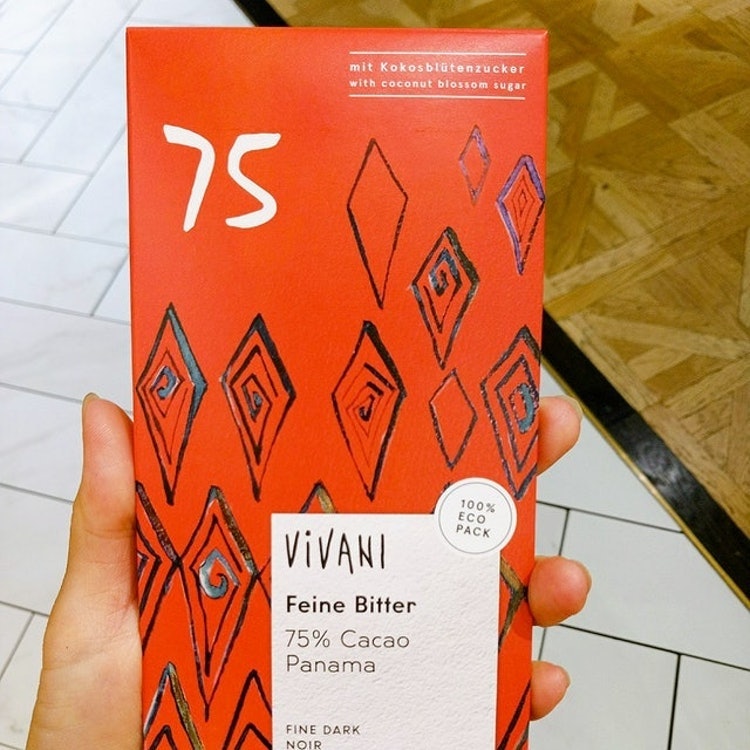 mit Kokosblütenzucker
with coconut blossom sugar
75
100%
ECO
PACK
ViVANI
Feine Bitter
75% Cacao
Panama
FINE DARK
NOIR